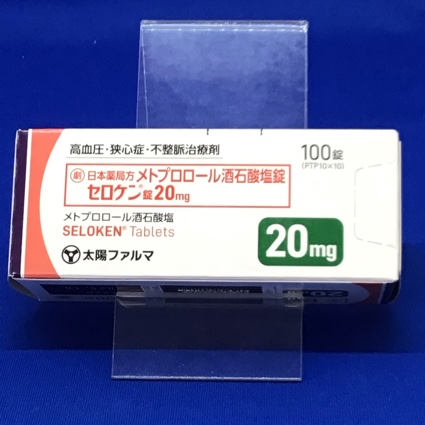 高血圧・狭心症・不整脈治療剤
100錠
(PTP10×10)
劇 日本薬局方 メトプロロール酒石酸塩錠
セロケン®錠20mg
メトプロロール酒石酸塩
SELOKEN® Tablets
20mg
太陽ファルマ